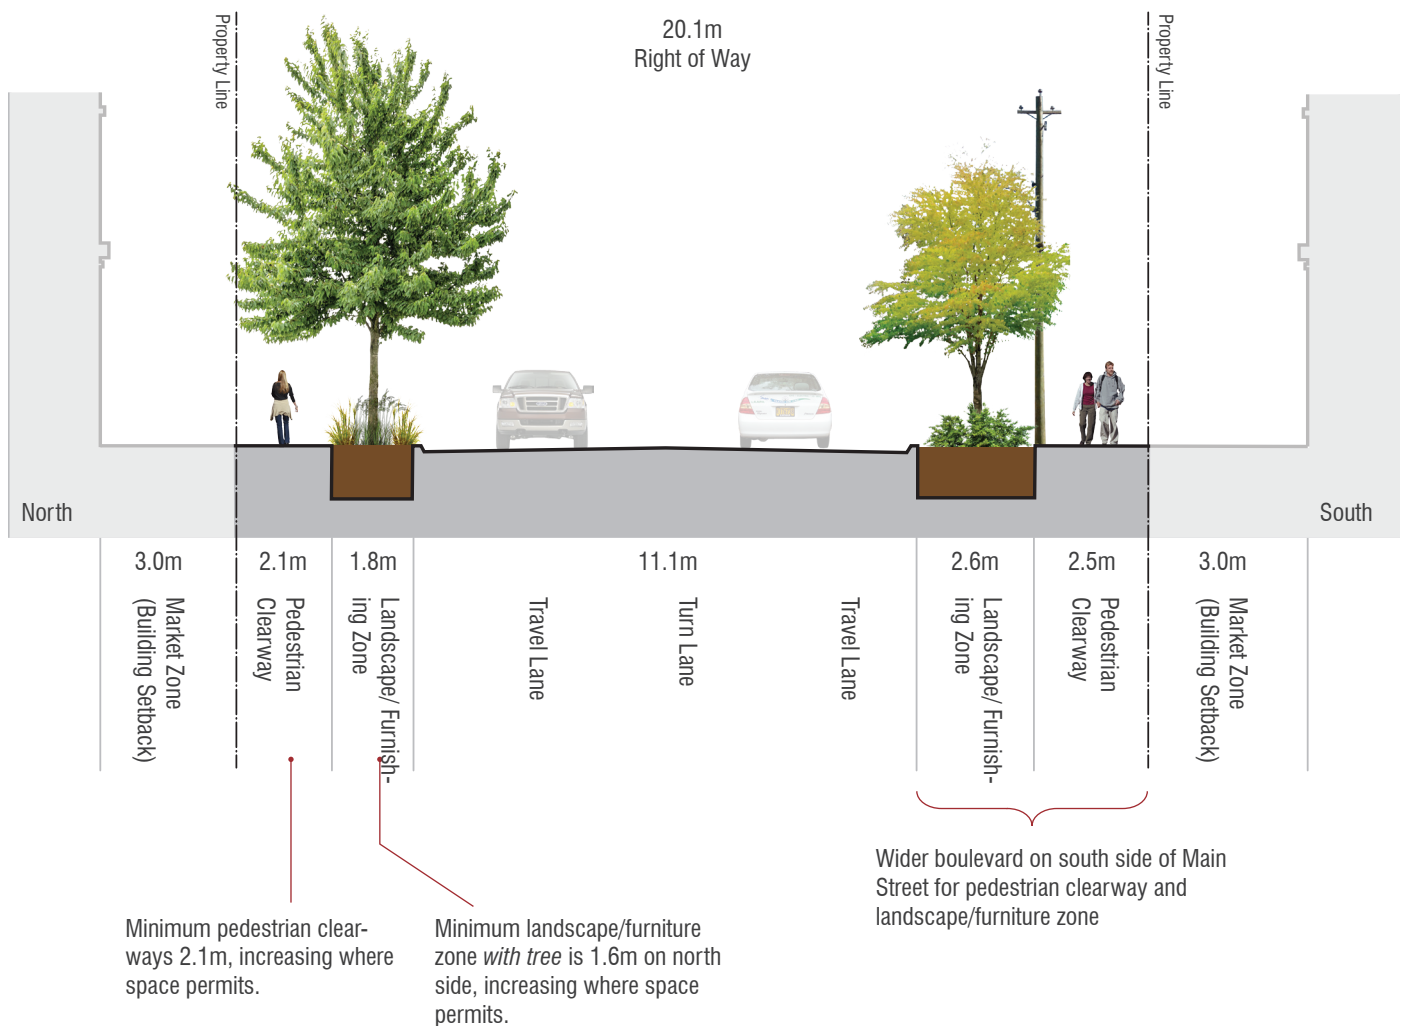 20.1m
Right of Way
Property Line
Property Line
North
South
3.0m
2.1m
1.8m
11.1m
2.6m
2.5m
3.0m
Market Zone
(Building Setback)
Pedestrian
Clearway
Landscape/ Furnish-
ing Zone
Travel Lane
Turn Lane
Travel Lane
Landscape/ Furnish-
ing Zone
Pedestrian
Clearway
Market Zone
(Building Setback)
Minimum pedestrian clear-
ways 2.1m, increasing where
space permits.
Minimum landscape/furniture
zone with tree is 1.6m on north
side, increasing where space
permits.
Wider boulevard on south side of Main
Street for pedestrian clearway and
landscape/furniture zone